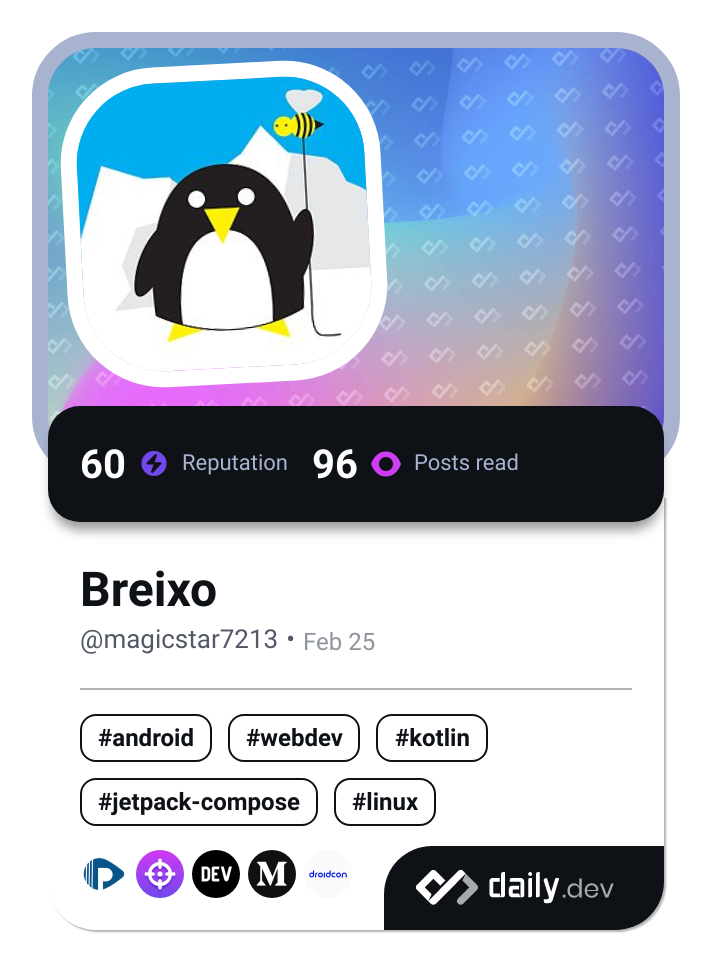 60 Reputation 96 Posts read
Breixo
@magicstar7213 • Feb 25
#android #webdev #kotlin
#jetpack-compose #linux
DEV M droidcon
daily.dev